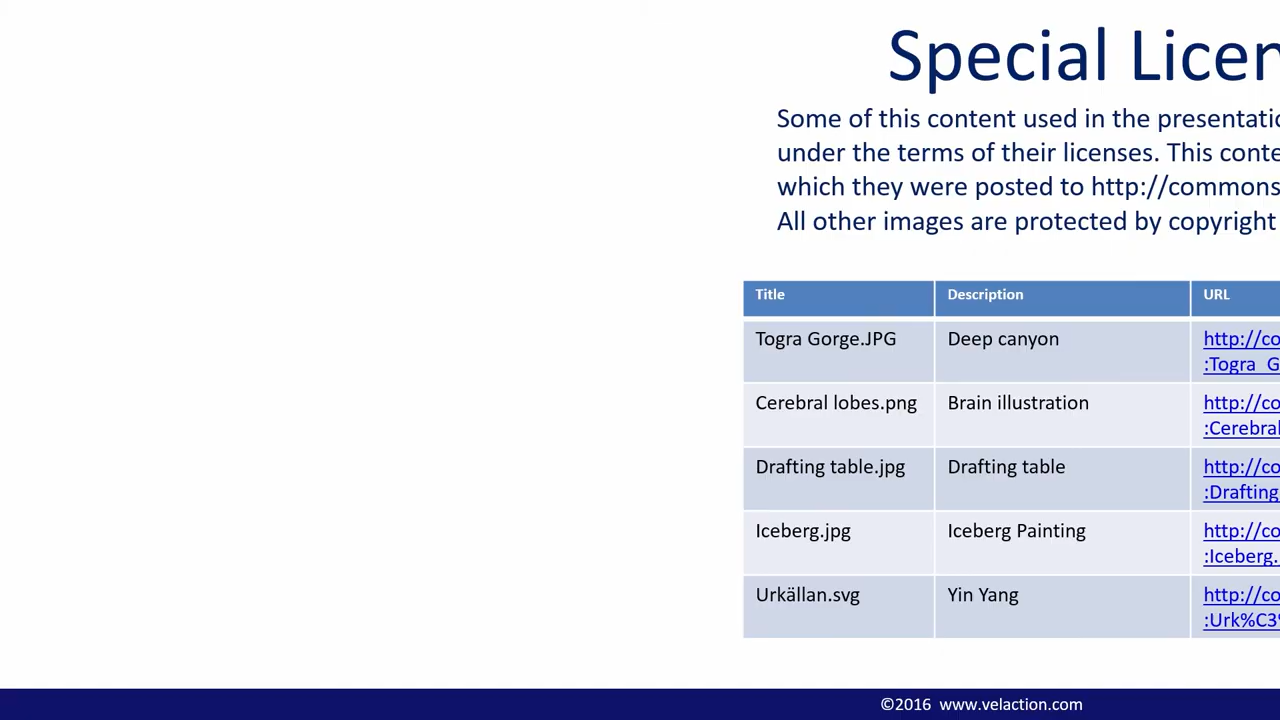 Special Licen
Some of this content used in the presentatio
under the terms of their licenses. This conte
which they were posted to http://commons
All other images are protected by copyright
Title Description URL
Togra Gorge.JPG Deep canyon http://co
:Togra_G
Cerebral lobes.png Brain illustration http://co
:Cerebral
Drafting table.jpg Drafting table http://co
:Drafting_
Iceberg.jpg Iceberg Painting http://co
:Iceberg.
Urkällan.svg Yin Yang http://co
:Urk%C3%
©2016 www.velaction.com